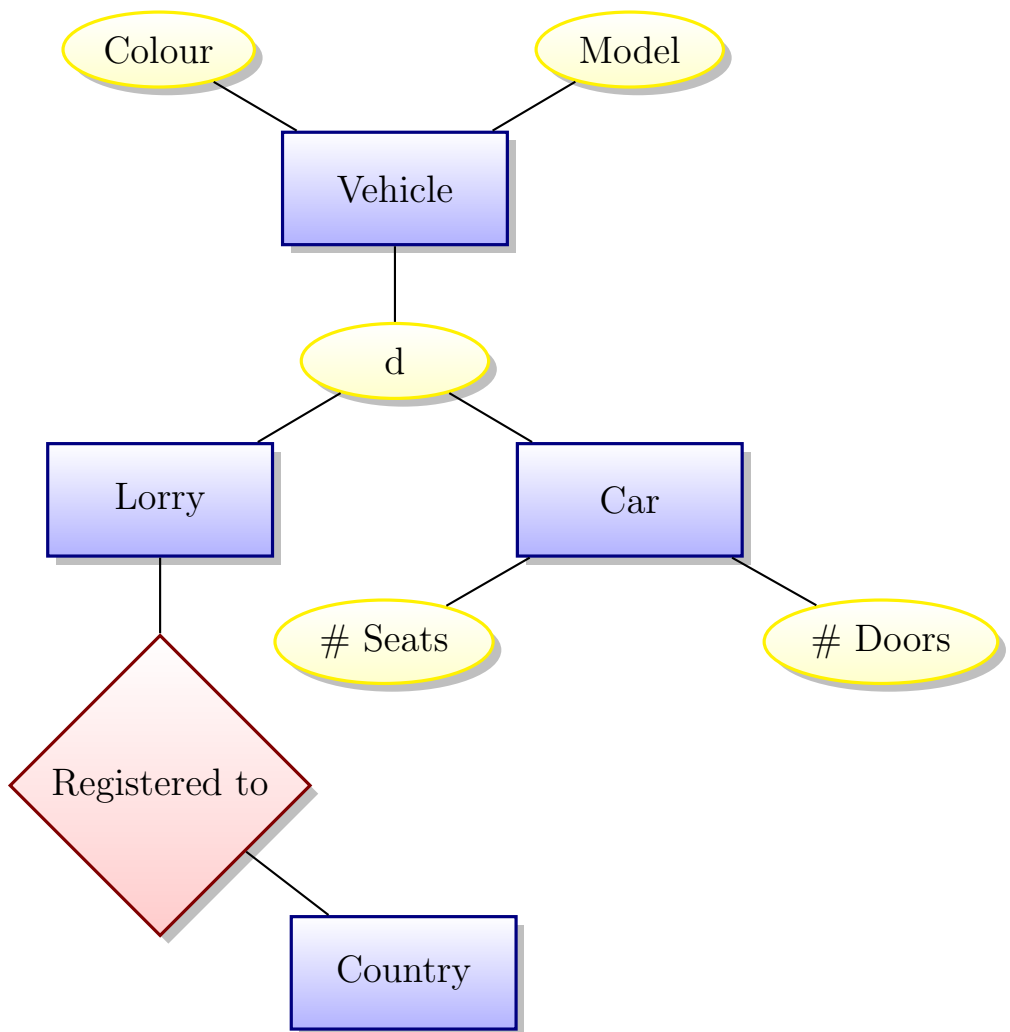 Colour
Model
Vehicle
d
Lorry
Car
# Seats
# Doors
Registered to
Country